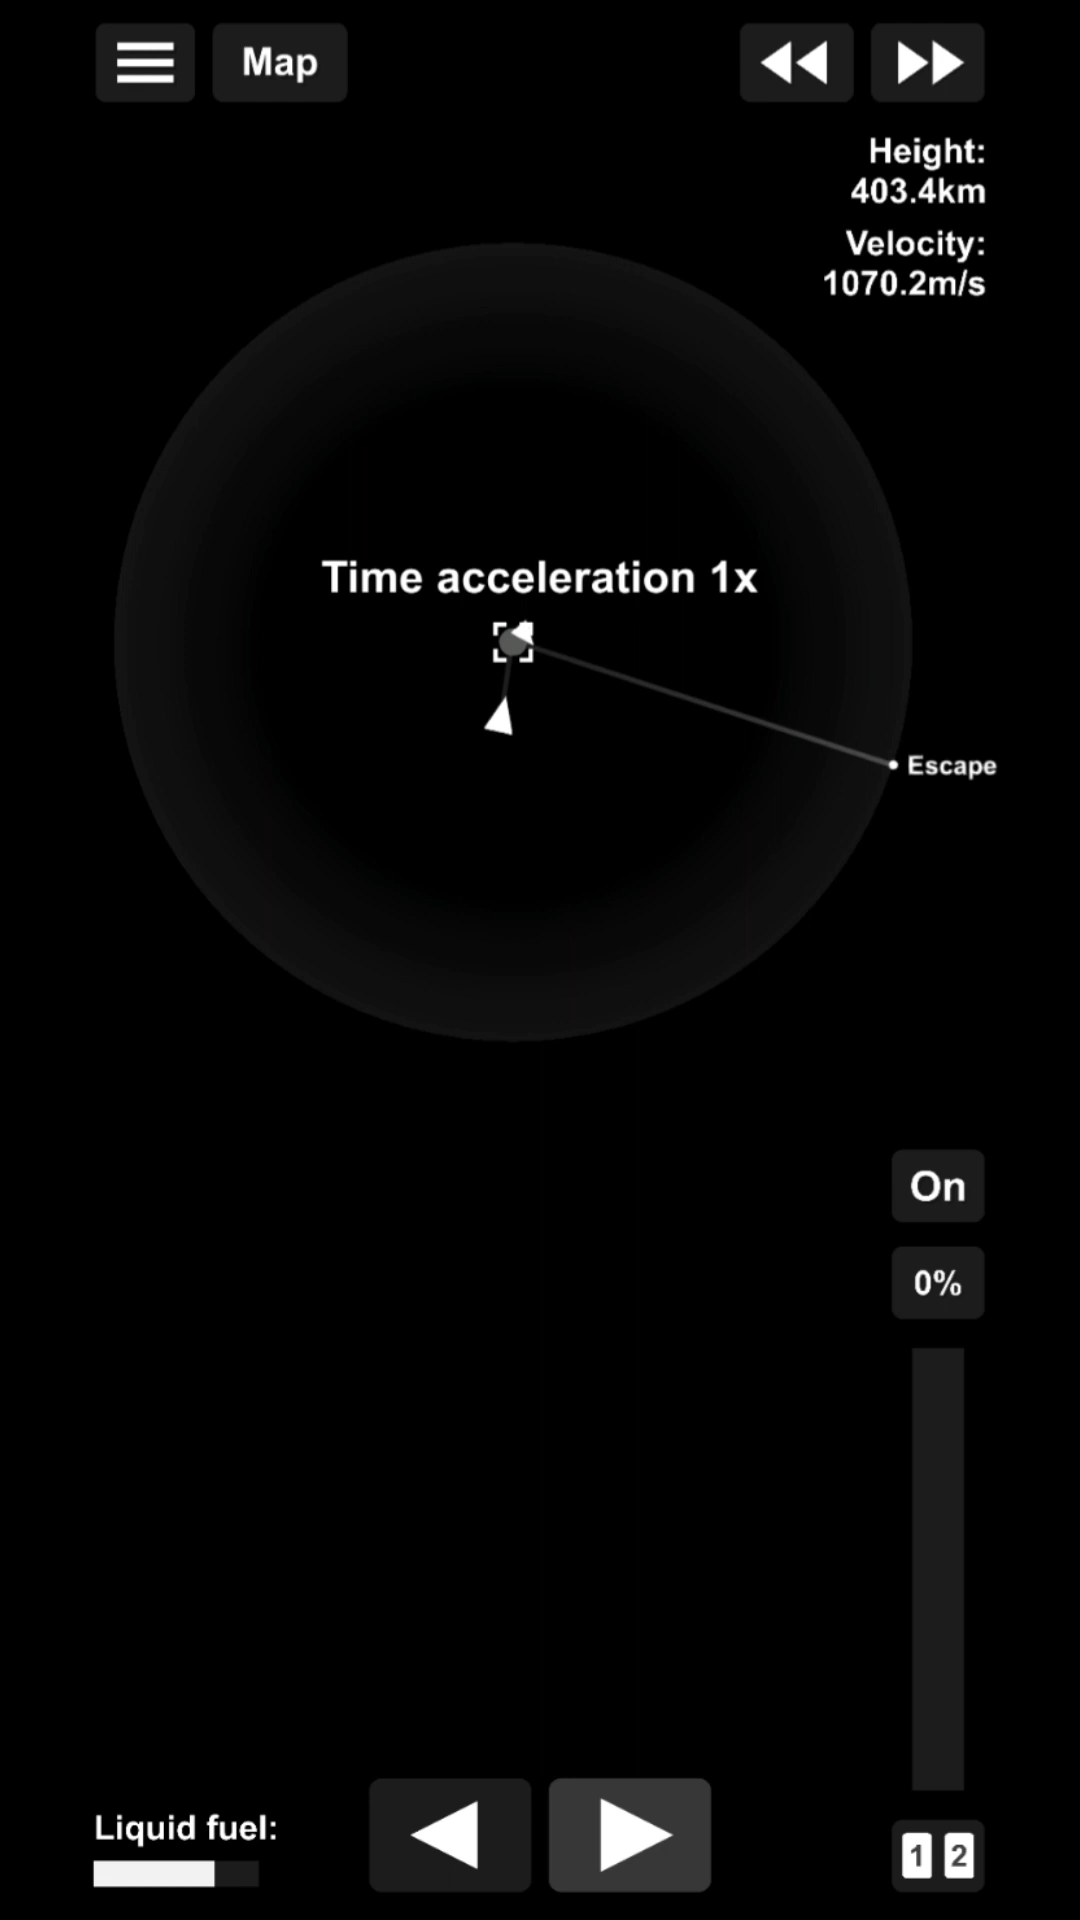 Map
Height:
403.4km
Velocity:
1070.2m/s
Time acceleration 1x
Escape
On
0%
Liquid fuel:
1 2